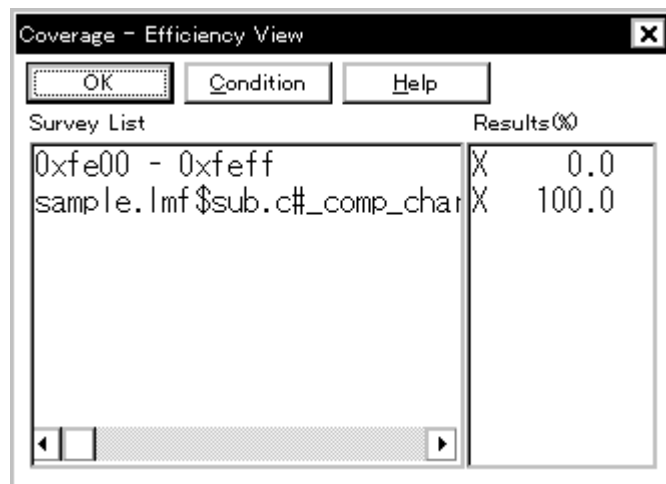 Coverage - Efficiency View
OK Condition Help
Survey List Results(%)
0xfe00 - 0xfeff X 0.0
sample.lmf$sub.c#_comp_char X 100.0